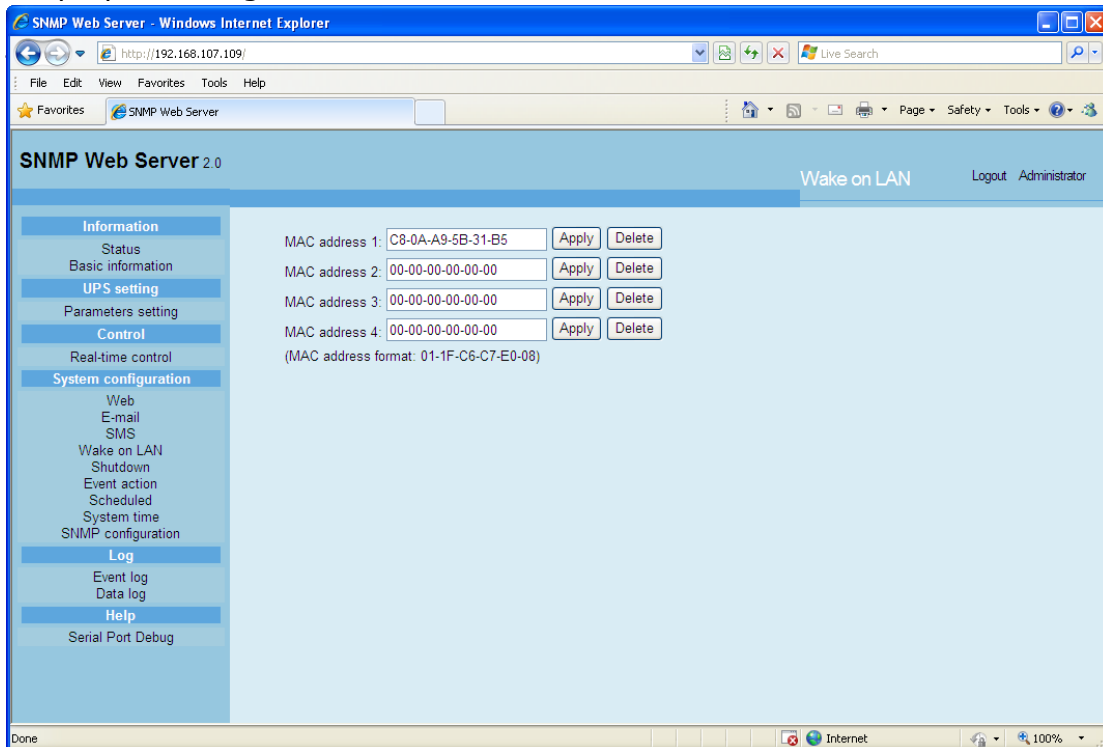 SNMP Web Server - Windows Internet Explorer
http://192.168.107.109/
Live Search
File Edit View Favorites Tools Help
Favorites SNMP Web Server
Page Safety Tools
SNMP Web Server 2.0
Wake on LAN Logout Administrator
Information
Status
Basic information
UPS setting
Parameters setting
Control
Real-time control
System configuration
Web
E-mail
SMS
Wake on LAN
Shutdown
Event action
Scheduled
System time
SNMP configuration
Log
Event log
Data log
Help
Serial Port Debug
MAC address 1: C8-0A-A9-5B-31-B5 Apply Delete
MAC address 2: 00-00-00-00-00-00 Apply Delete
MAC address 3: 00-00-00-00-00-00 Apply Delete
MAC address 4: 00-00-00-00-00-00 Apply Delete
(MAC address format: 01-1F-C6-C7-E0-08)
Done Internet 100%